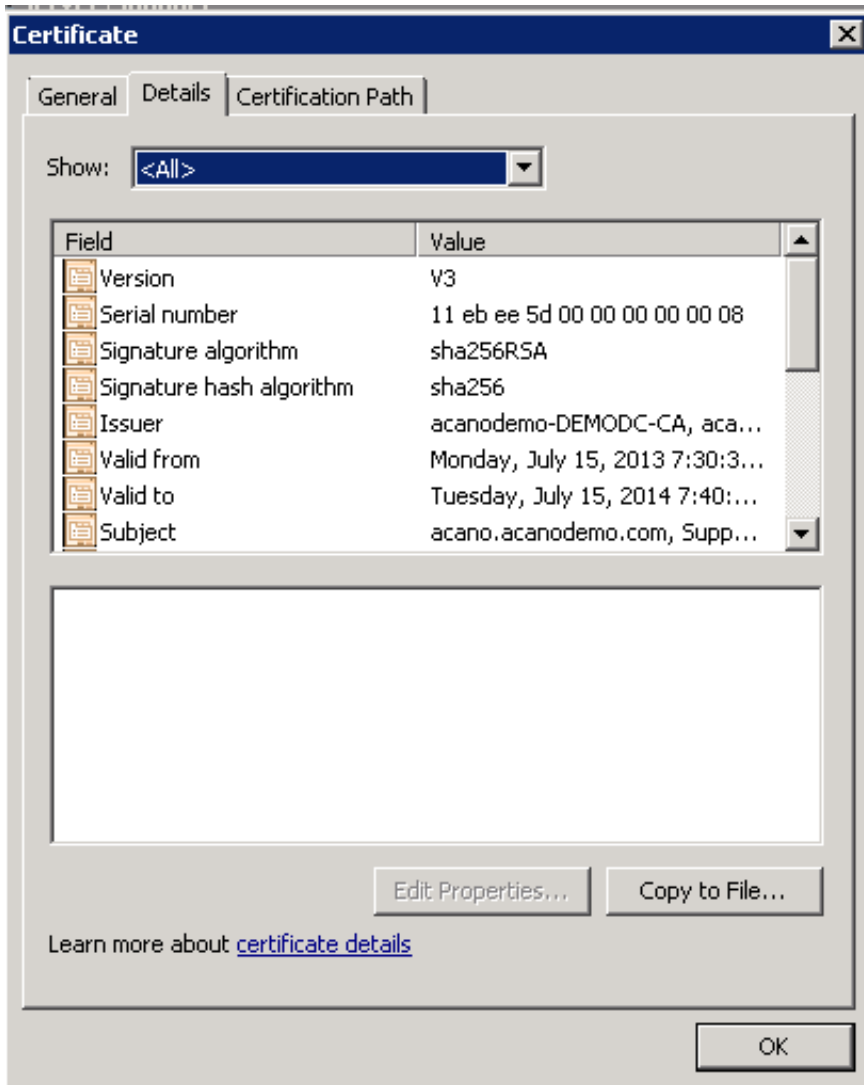 Certificate
General Details Certification Path
Show: <All>
Field Value
Version V3
Serial number 11 eb ee 5d 00 00 00 00 00 08
Signature algorithm sha256RSA
Signature hash algorithm sha256
Issuer acanodemo-DEMODC-CA, aca...
Valid from Monday, July 15, 2013 7:30:3...
Valid to Tuesday, July 15, 2014 7:40:...
Subject acano.acanodemo.com, Supp...
Edit Properties... Copy to File...
Learn more about certificate details
OK